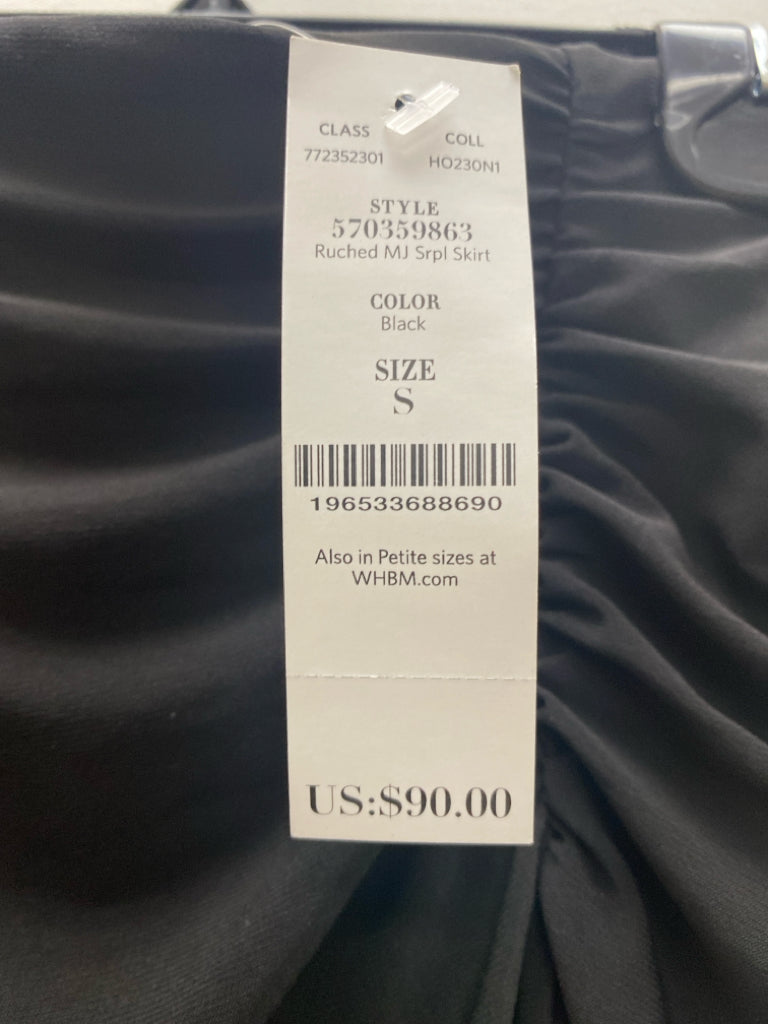 CLASS COLL
772352301 HO230N1
STYLE
570359863
Ruched MJ Srpl Skirt
COLOR
Black
SIZE
S
196533688690
Also in Petite sizes at
WHBM.com
US:$90.00